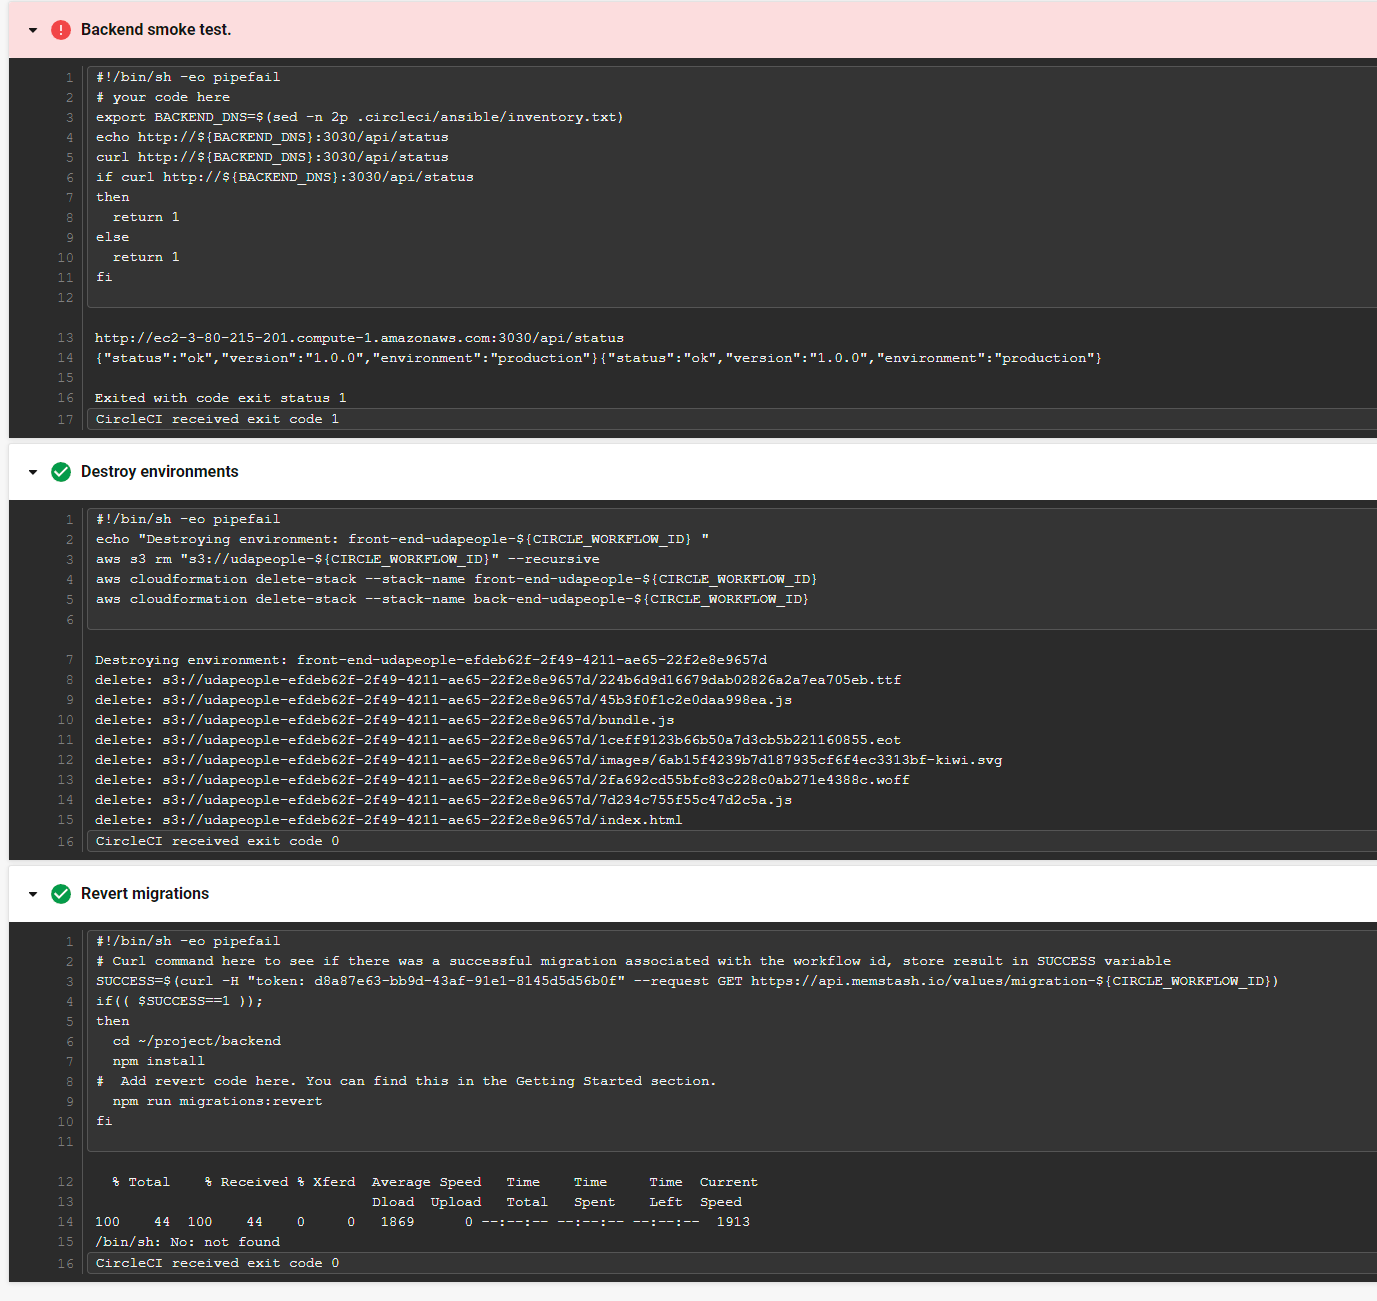 Backend smoke test.
1 #!/bin/sh -eo pipefail
2 # your code here
3 export BACKEND_DNS=$(sed -n 2p .circleci/ansible/inventory.txt)
4 echo http://${BACKEND_DNS}:3030/api/status
5 curl http://${BACKEND_DNS}:3030/api/status
6 if curl http://${BACKEND_DNS}:3030/api/status
7 then
8   return 1
9 else
10   return 1
11 fi
12
13 http://ec2-3-80-215-201.compute-1.amazonaws.com:3030/api/status
14 {"status":"ok","version":"1.0.0","environment":"production"}{"status":"ok","version":"1.0.0","environment":"production"}
15
16 Exited with code exit status 1
17 CircleCI received exit code 1
Destroy environments
1 #!/bin/sh -eo pipefail
2 echo "Destroying environment: front-end-udapeople-${CIRCLE_WORKFLOW_ID} "
3 aws s3 rm "s3://udapeople-${CIRCLE_WORKFLOW_ID}" --recursive
4 aws cloudformation delete-stack --stack-name front-end-udapeople-${CIRCLE_WORKFLOW_ID}
5 aws cloudformation delete-stack --stack-name back-end-udapeople-${CIRCLE_WORKFLOW_ID}
6
7 Destroying environment: front-end-udapeople-efdeb62f-2f49-4211-ae65-22f2e8e9657d
8 delete: s3://udapeople-efdeb62f-2f49-4211-ae65-22f2e8e9657d/224b6d9d16679dab02826a2a7ea705eb.ttf
9 delete: s3://udapeople-efdeb62f-2f49-4211-ae65-22f2e8e9657d/45b3f0f1c2e0daa998ea.js
10 delete: s3://udapeople-efdeb62f-2f49-4211-ae65-22f2e8e9657d/bundle.js
11 delete: s3://udapeople-efdeb62f-2f49-4211-ae65-22f2e8e9657d/1ceff9123b66b50a7d3cb5b221160855.eot
12 delete: s3://udapeople-efdeb62f-2f49-4211-ae65-22f2e8e9657d/images/6ab15f4239b7d187935cf6f4ec3313bf-kiwi.svg
13 delete: s3://udapeople-efdeb62f-2f49-4211-ae65-22f2e8e9657d/2fa692cd55bfc83c228c0ab271e4388c.woff
14 delete: s3://udapeople-efdeb62f-2f49-4211-ae65-22f2e8e9657d/7d234c755f55c47d2c5a.js
15 delete: s3://udapeople-efdeb62f-2f49-4211-ae65-22f2e8e9657d/index.html
16 CircleCI received exit code 0
Revert migrations
1 #!/bin/sh -eo pipefail
2 # Curl command here to see if there was a successful migration associated with the workflow id, store result in SUCCESS variable
3 SUCCESS=$(curl -H "token: d8a87e63-bb9d-43af-91e1-8145d5d56b0f" --request GET https://api.memstash.io/values/migration-${CIRCLE_WORKFLOW_ID})
4 if(( $SUCCESS==1 ));
5 then
6   cd ~/project/backend
7   npm install
8 #  Add revert code here. You can find this in the Getting Started section.
9   npm run migrations:revert
10 fi
11
12   % Total    % Received % Xferd  Average Speed   Time    Time     Time  Current
13                                  Dload  Upload   Total   Spent    Left  Speed
14 100    44  100    44    0     0   1869      0 --:--:-- --:--:-- --:--:--  1913
15 /bin/sh: No: not found
16 CircleCI received exit code 0